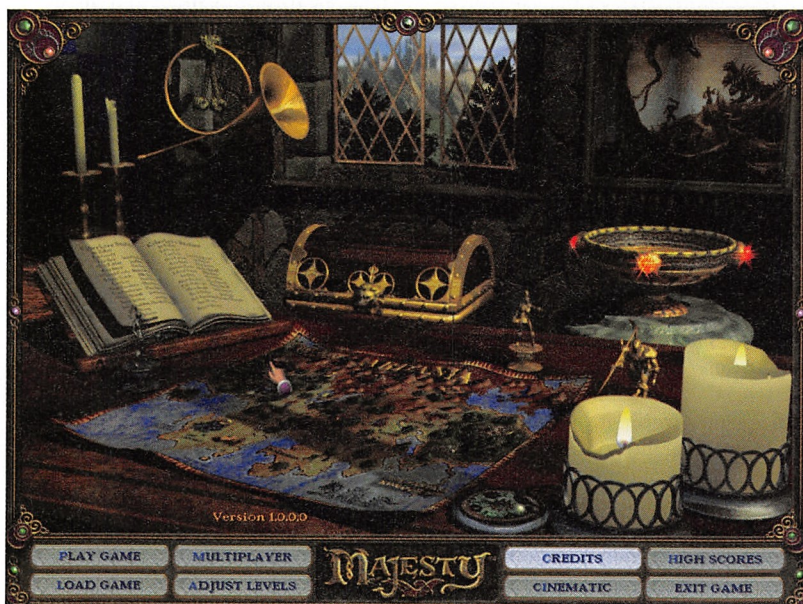 Version 1.0.0.0
PLAY GAME
MULTIPLAYER
MAJESTY
CREDITS
HIGH SCORES
LOAD GAME
ADJUST LEVELS
CINEMATIC
EXIT GAME